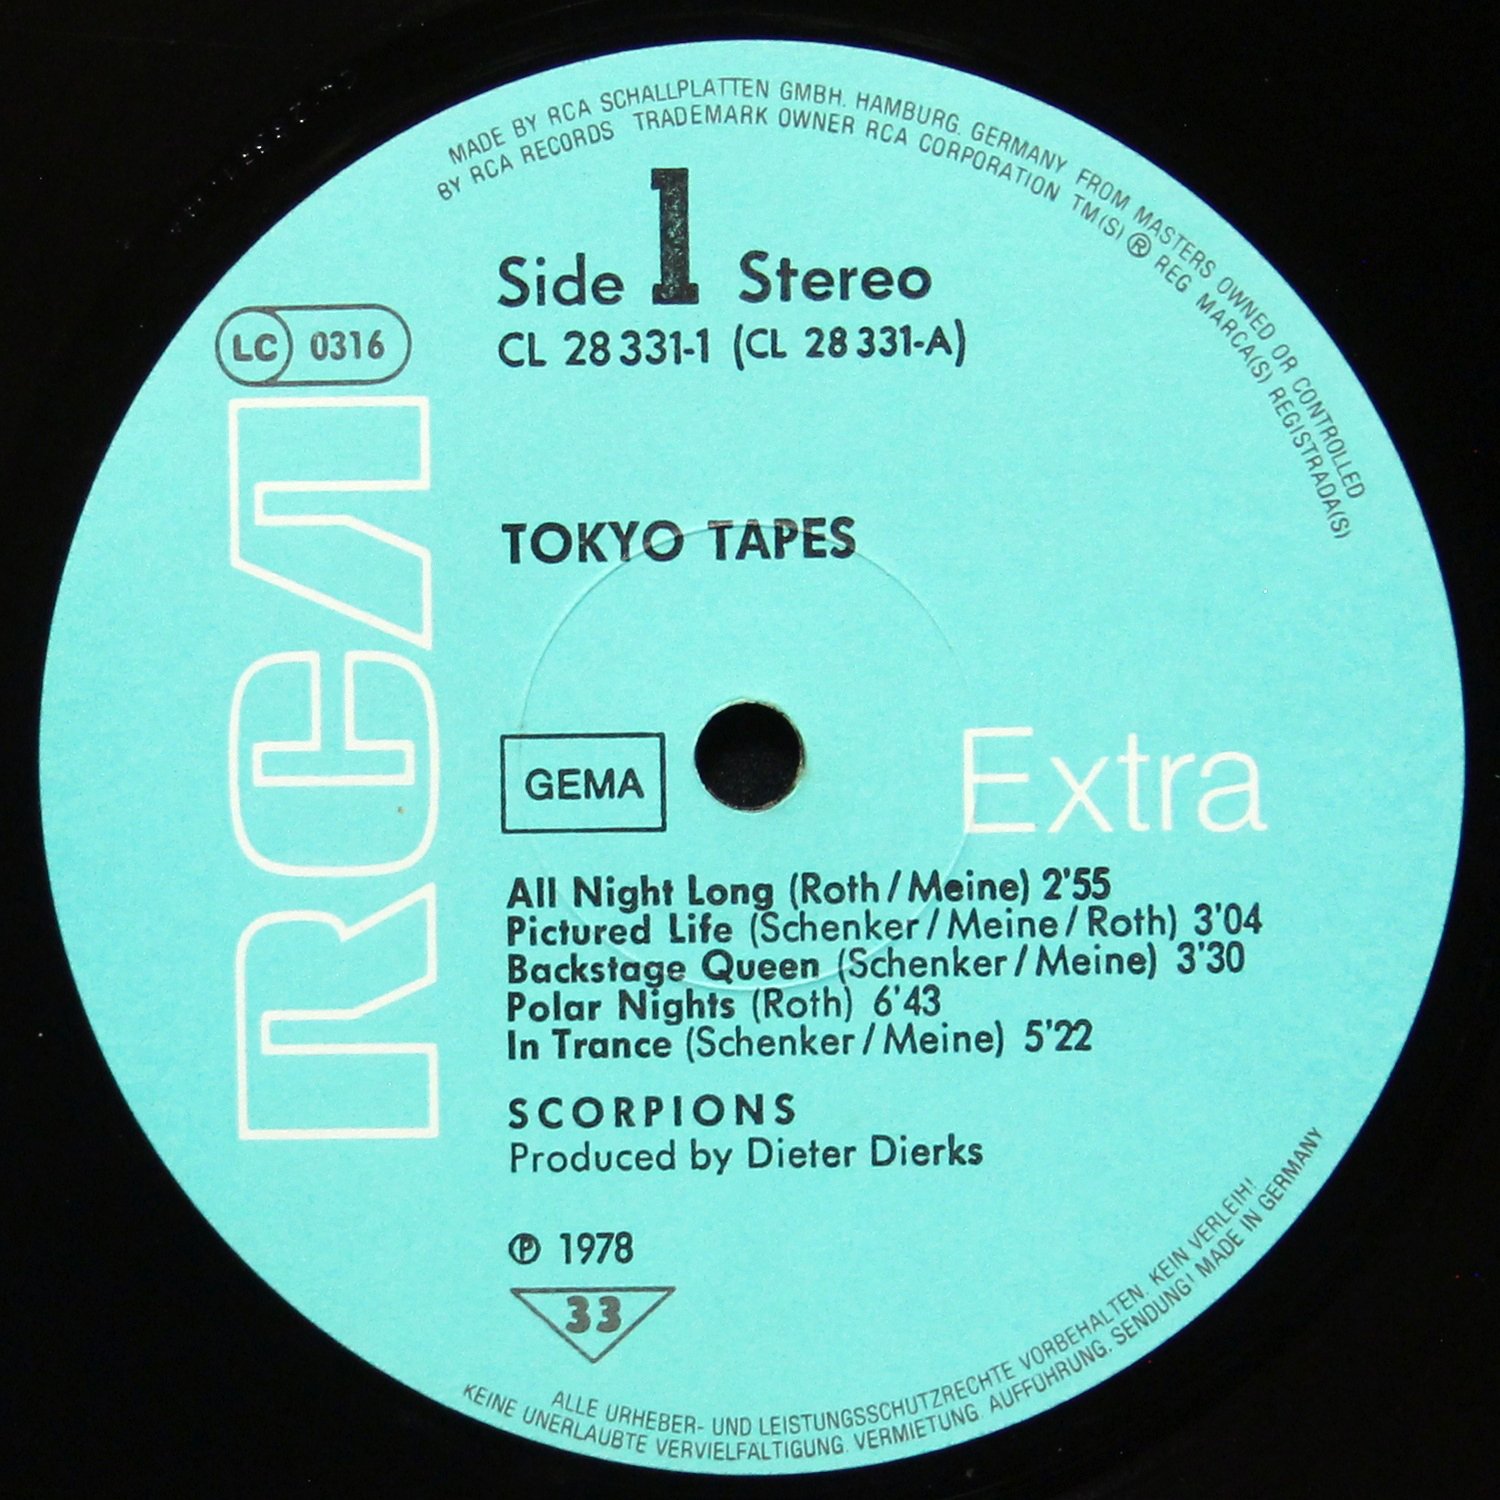 MADE BY RCA SCHALLPLATTEN GMBH. HAMBURG. GERMANY FROM MASTERS OWNED OR CONTROLLED
BY RCA RECORDS TRADEMARK OWNER RCA CORPORATION TM(S) ® REG MARCA(S) REGISTRADA(S)
Side 1 Stereo
CL 28 331-1 (CL 28 331-A)
LC 0316
RCA
TOKYO TAPES
GEMA
Extra
All Night Long (Roth/Meine) 2'55
Pictured Life (Schenker/Meine/Roth) 3'04
Backstage Queen (Schenker/Meine) 3'30
Polar Nights (Roth) 6'43
In Trance (Schenker/Meine) 5'22
SCORPIONS
Produced by Dieter Dierks
℗ 1978
33
ALLE URHEBER- UND LEISTUNGSSCHUTZRECHTE VORBEHALTEN. KEIN VERLEIH!
KEINE UNERLAUBTE VERVIELFALTIGUNG. VERMIETUNG. AUFFÜHRUNG. SENDUNG! MADE IN GERMANY